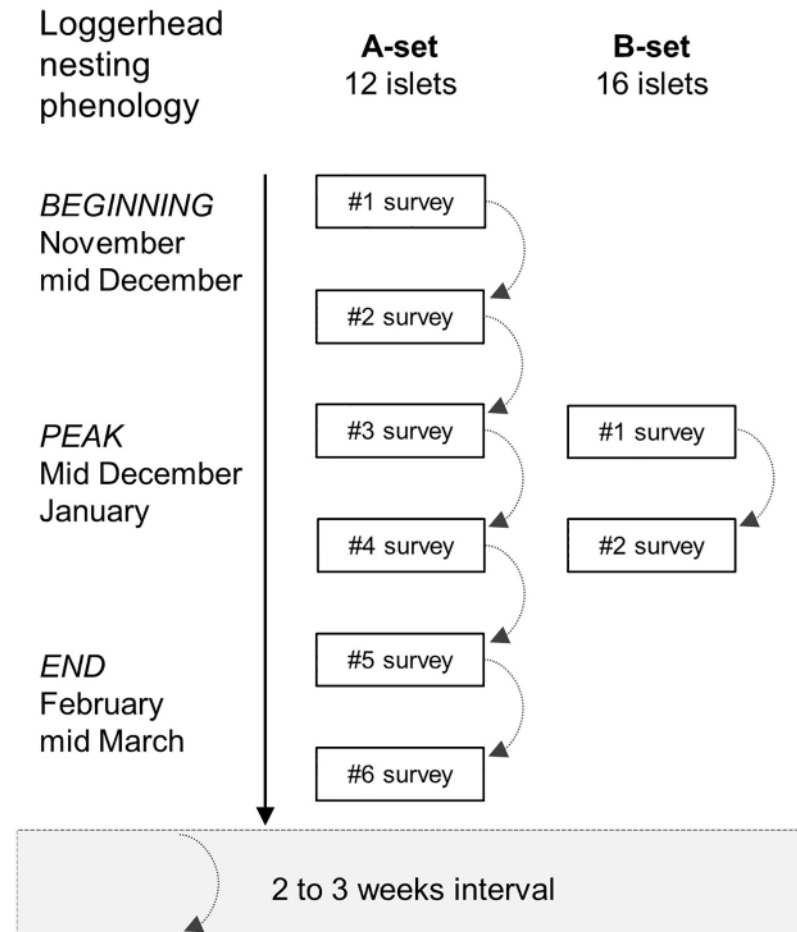 Loggerhead
nesting
phenology
A-set
12 islets
B-set
16 islets
BEGINNING
November
mid December
#1 survey
#2 survey
PEAK
Mid December
January
#3 survey
#1 survey
#4 survey
#2 survey
END
February
mid March
#5 survey
#6 survey
2 to 3 weeks interval